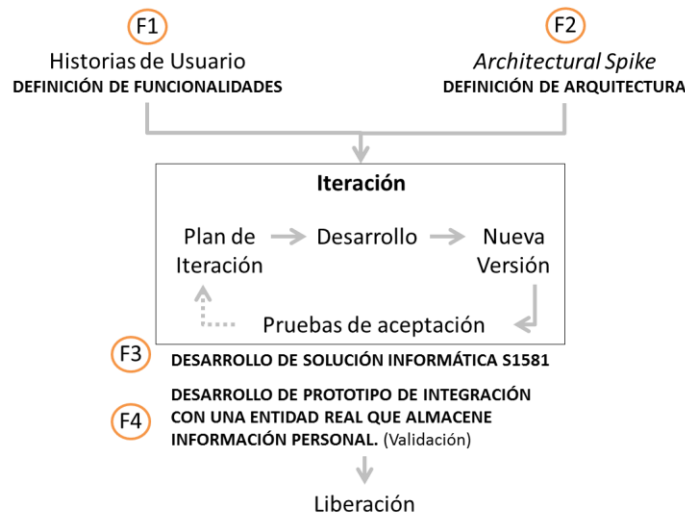 F1
Historias de Usuario
DEFINICIÓN DE FUNCIONALIDADES
F2
Architectural Spike
DEFINICIÓN DE ARQUITECTURA
Iteración
Plan de
Iteración
Desarrollo
Nueva
Versión
Pruebas de aceptación
F3
DESARROLLO DE SOLUCIÓN INFORMÁTICA S1581
F4
DESARROLLO DE PROTOTIPO DE INTEGRACIÓN
CON UNA ENTIDAD REAL QUE ALMACENE
INFORMACIÓN PERSONAL. (Validación)
Liberación